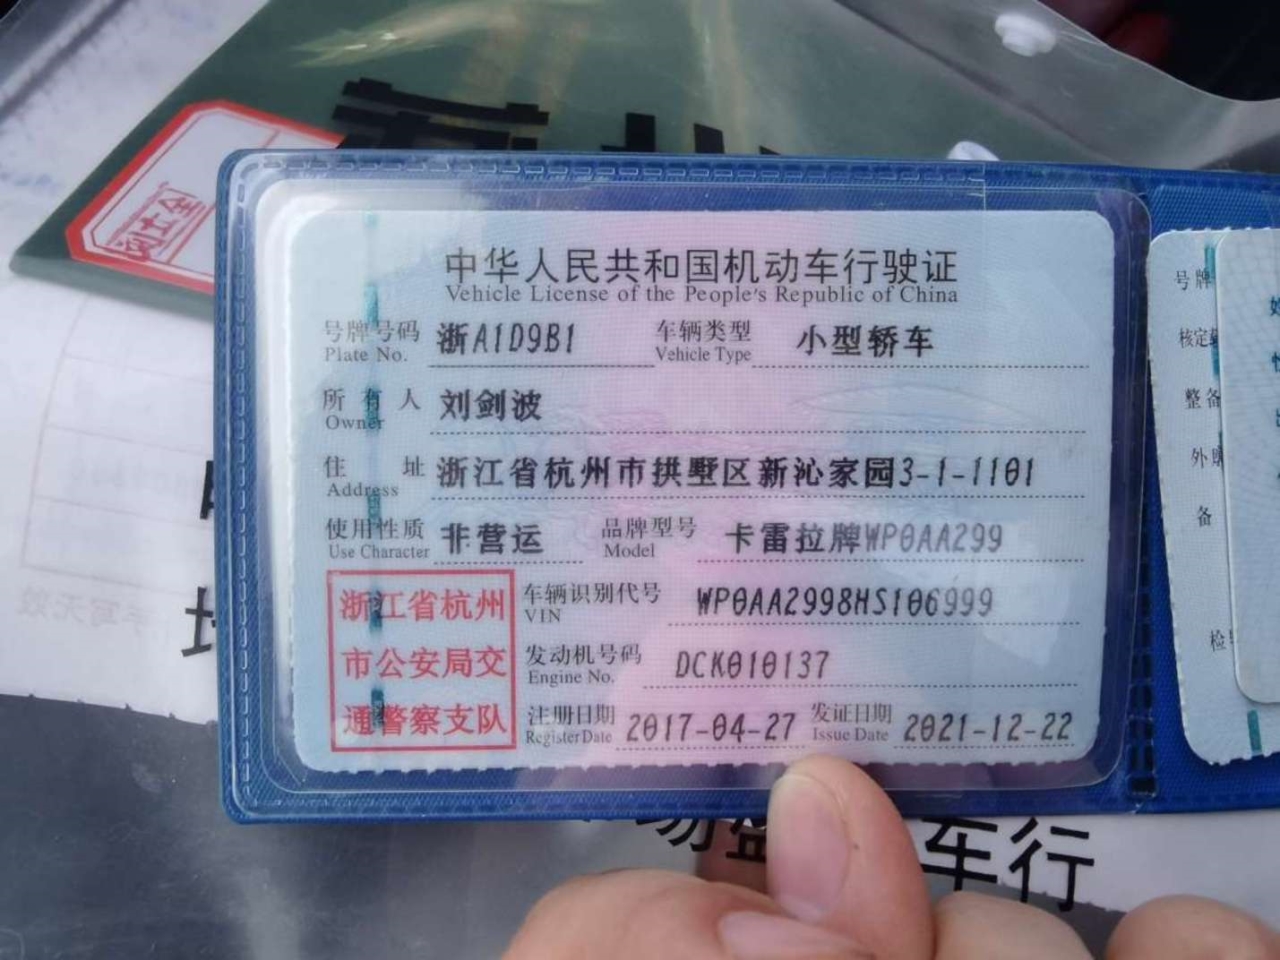 中华人民共和国机动车行驶证
Vehicle License of the People's Republic of China
号牌号码 浙A1D9B1 车辆类型 小型轿车
Plate No. Vehicle Type
所有人 刘剑波
Owner
住址 浙江省杭州市拱墅区新沁家园3-1-1101
Address
使用性质 非营运 品牌型号 卡雷拉牌WP0AA299
Use Character Model
浙江省杭州
市公安局交
通警察支队
车辆识别代号 WP0AA2998HS106999
VIN
发动机号码 DCK010137
Engine No.
注册日期 2017-04-27 发证日期 2021-12-22
Register Date Issue Date
号牌
核定
整备
外
备
检
车行
手写无效